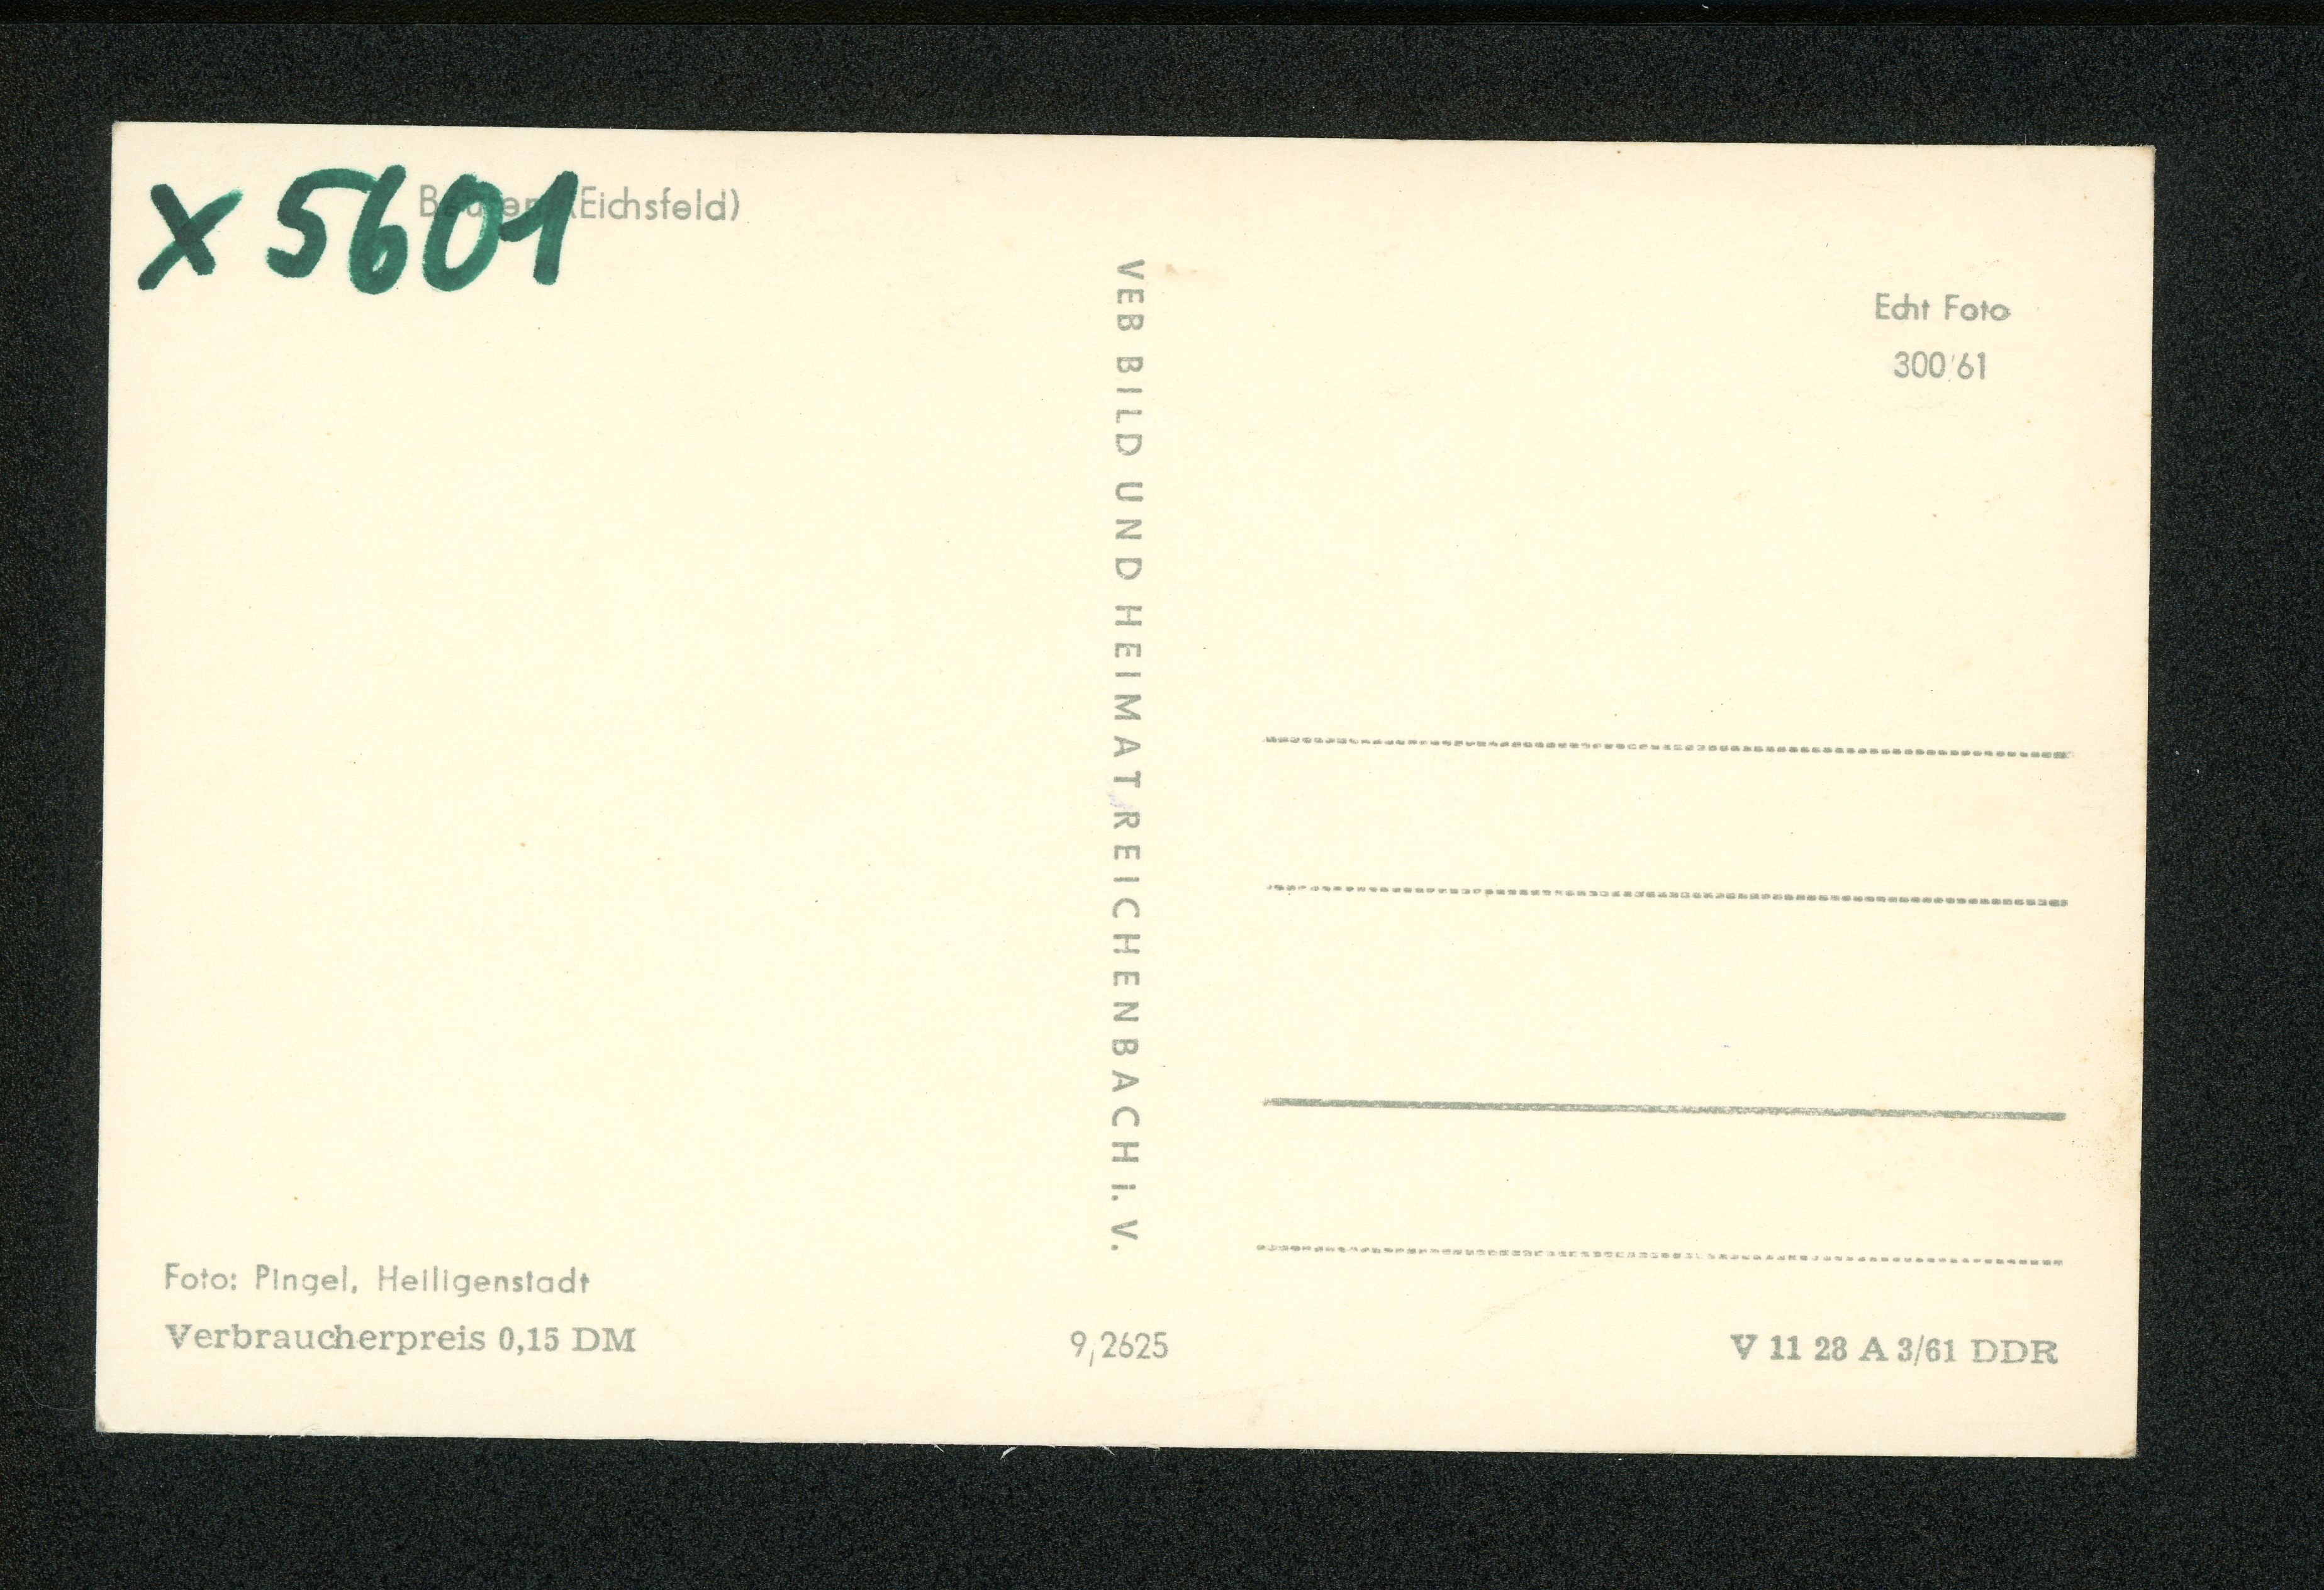 x 5601
Beuren (Eichsfeld)
VEB BILD UND HEIMAT REICHENBACH I. V.
Echt Foto
300/61
Foto: Pingel, Heiligenstadt
Verbraucherpreis 0,15 DM
9/2625
V 11 28 A 3/61 DDR